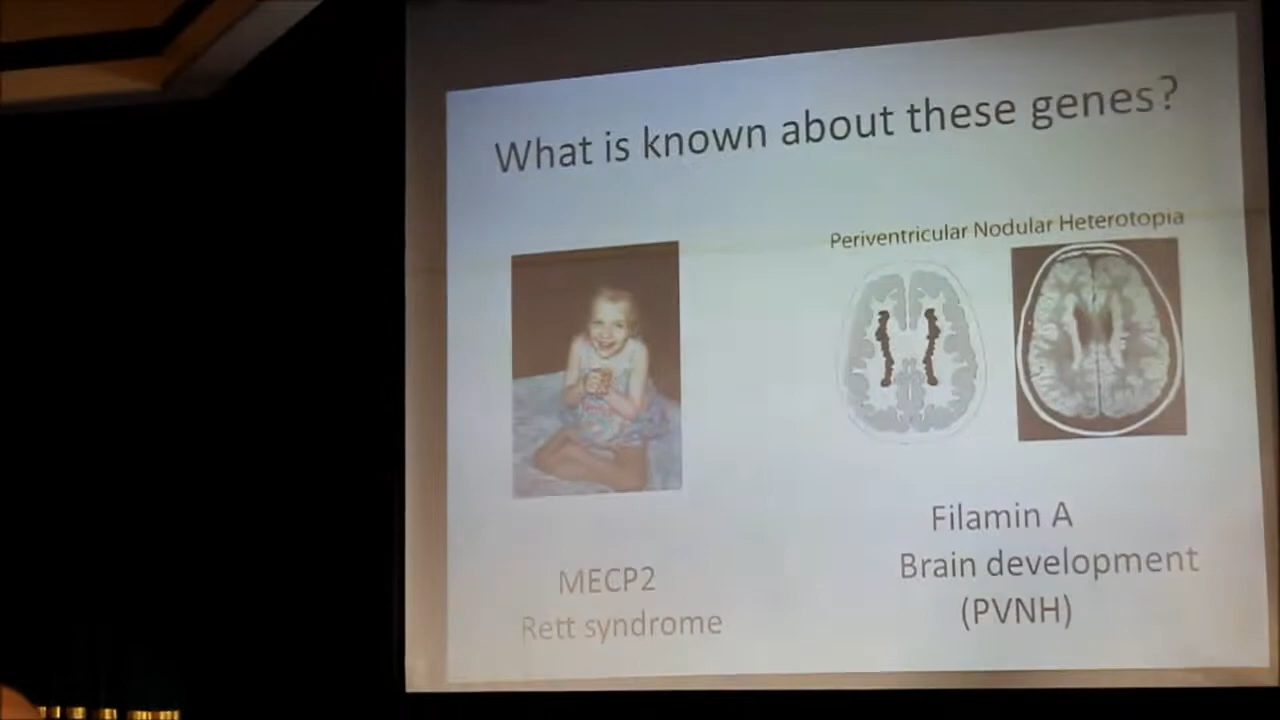 What is known about these genes?
Periventricular Nodular Heterotopia
MECP2
Rett syndrome
Filamin A
Brain development
(PVNH)